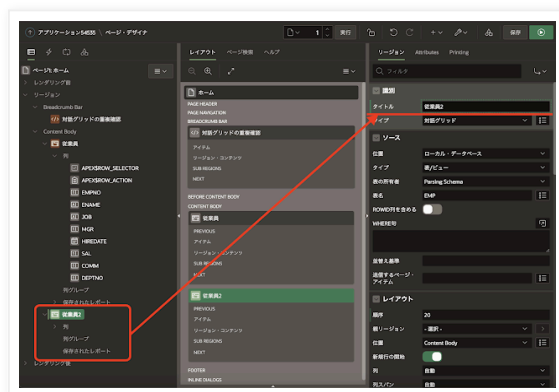 アプリケーション54535 \ ページ・デザイナ
1
実行
保存
ページ1: ホーム
レンダリング前
リージョン
Breadcrumb Bar
対話グリッドの重複確認
Content Body
従業員
列
APEX$ROW_SELECTOR
APEX$ROW_ACTION
EMPNO
ENAME
JOB
MGR
HIREDATE
SAL
COMM
DEPTNO
列グループ
保存されたレポート
従業員2
列
列グループ
保存されたレポート
レンダリング後
レイアウト
ページ検索
ヘルプ
ホーム
PAGE HEADER
PAGE NAVIGATION
BREADCRUMB BAR
対話グリッドの重複確認
アイテム
リージョン・コンテンツ
SUB REGIONS
NEXT
BEFORE CONTENT BODY
CONTENT BODY
従業員
PREVIOUS
アイテム
リージョン・コンテンツ
SUB REGIONS
NEXT
従業員2
PREVIOUS
アイテム
リージョン・コンテンツ
SUB REGIONS
NEXT
FOOTER
INLINE DIALOGS
リージョン
Attributes
Printing
フィルタ
識別
タイトル 従業員2
タイプ 対話グリッド
ソース
位置 ローカル・データベース
タイプ 表/ビュー
表の所有者 Parsing Schema
表名 EMP
ROWID列を含める
WHERE句
並替え基準
送信するページ・アイテム
レイアウト
順序 20
親リージョン - 選択 -
位置 Content Body
新規行の開始
列 自動
列スパン 自動